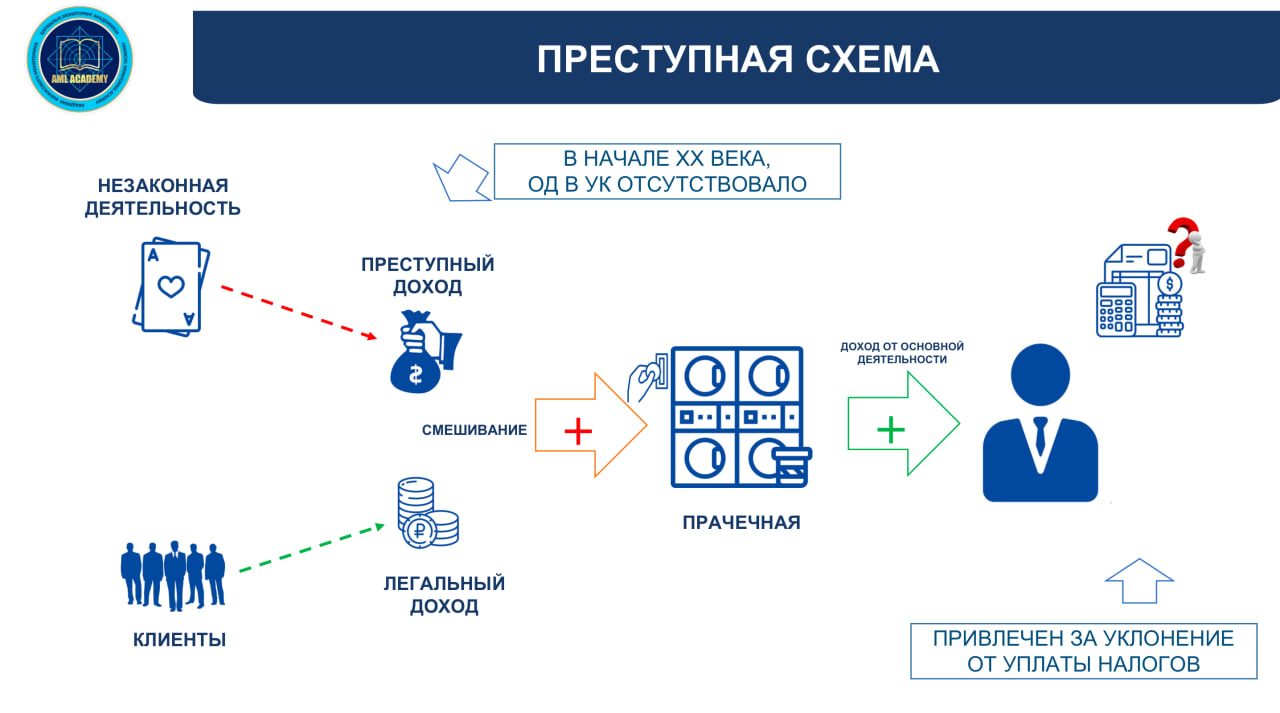 AML ACADEMY
ПРЕСТУПНАЯ СХЕМА
В НАЧАЛЕ XX ВЕКА,
ОД В УК ОТСУТСТВОВАЛО
НЕЗАКОННАЯ
ДЕЯТЕЛЬНОСТЬ
A
A
ПРЕСТУПНЫЙ
ДОХОД
$
СМЕШИВАНИЕ
+
ПРАЧЕЧНАЯ
ДОХОД ОТ ОСНОВНОЙ
ДЕЯТЕЛЬНОСТИ
+
?
$
КЛИЕНТЫ
₽
ЛЕГАЛЬНЫЙ
ДОХОД
ПРИВЛЕЧЕН ЗА УКЛОНЕНИЕ
ОТ УПЛАТЫ НАЛОГОВ